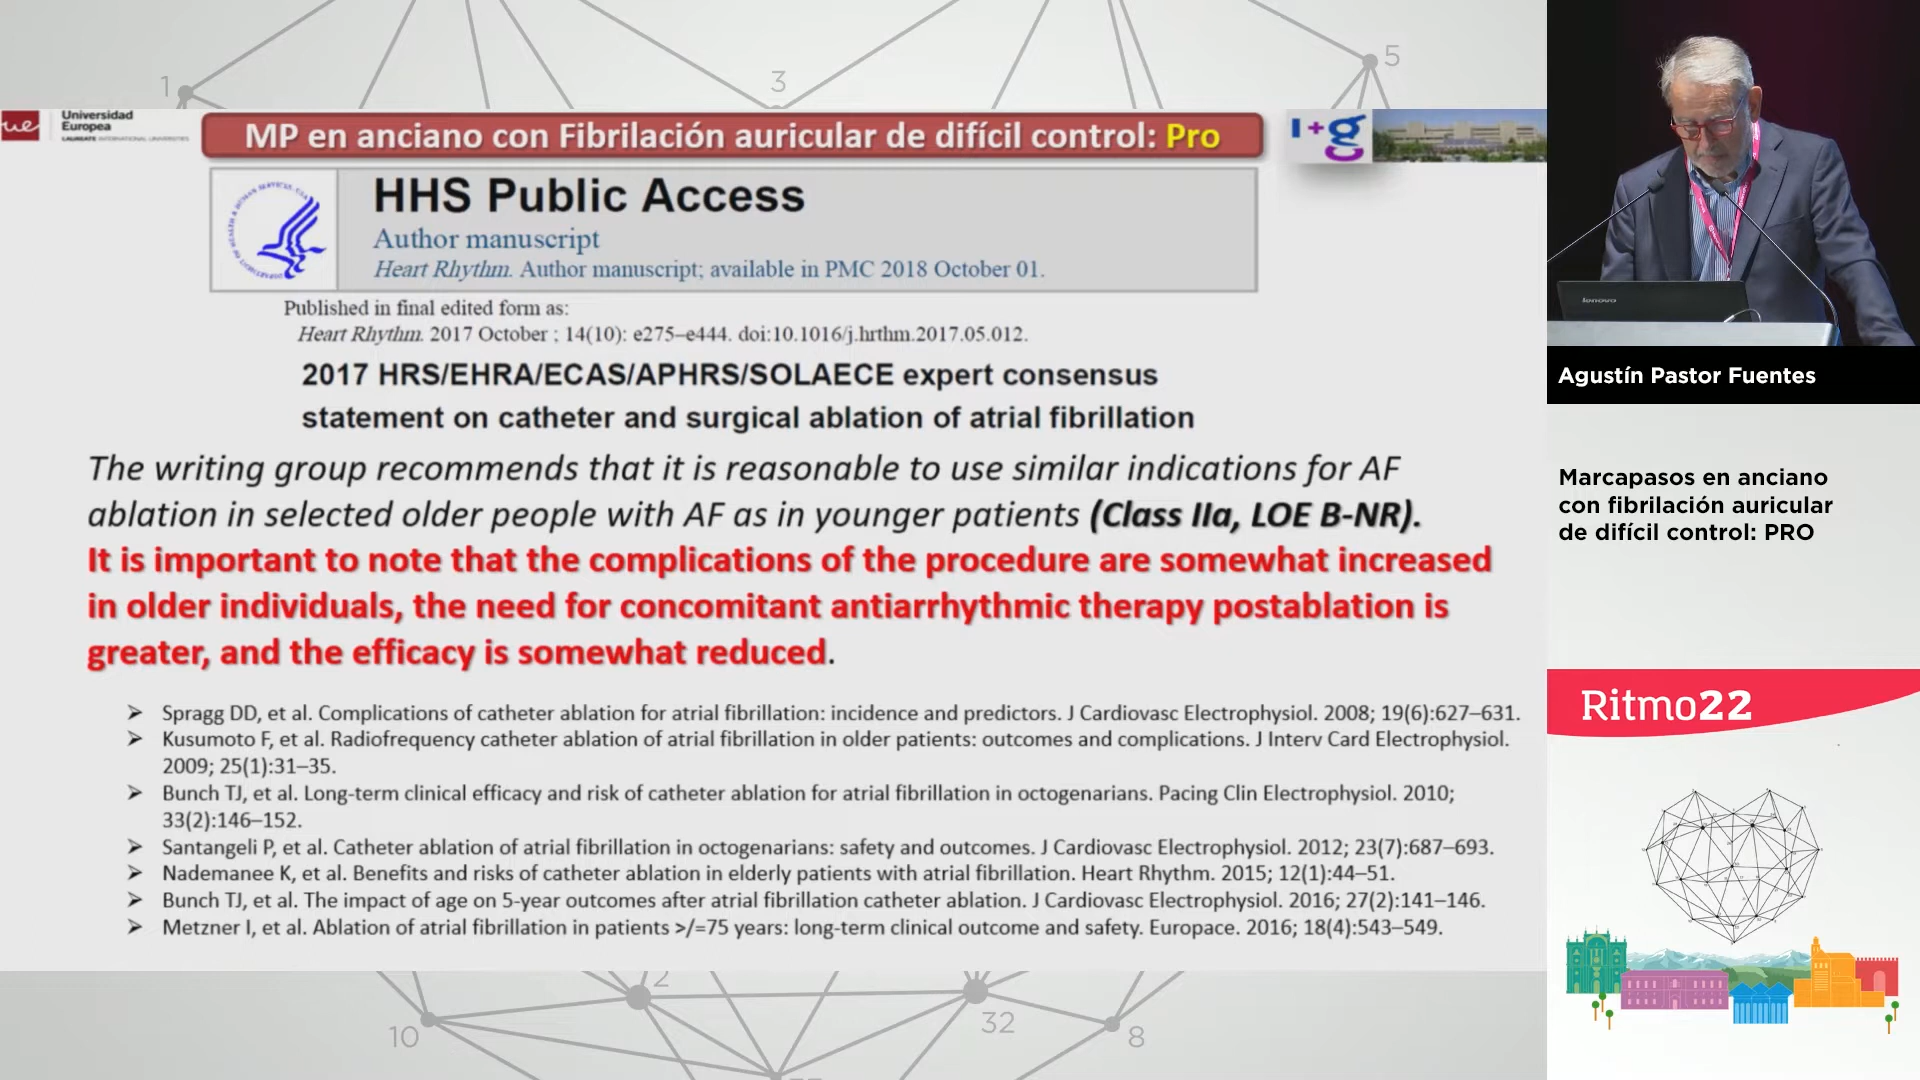 1
3
5
ue
Universidad
Europea
LAUREATE INTERNATIONAL UNIVERSITIES
MP en anciano con Fibrilación auricular de difícil control: Pro
I+g
HHS Public Access
Author manuscript
Heart Rhythm. Author manuscript; available in PMC 2018 October 01.
Published in final edited form as:
Heart Rhythm. 2017 October ; 14(10): e275–e444. doi:10.1016/j.hrthm.2017.05.012.
2017 HRS/EHRA/ECAS/APHRS/SOLAECE expert consensus
statement on catheter and surgical ablation of atrial fibrillation
The writing group recommends that it is reasonable to use similar indications for AF
ablation in selected older people with AF as in younger patients (Class IIa, LOE B-NR).
It is important to note that the complications of the procedure are somewhat increased
in older individuals, the need for concomitant antiarrhythmic therapy postablation is
greater, and the efficacy is somewhat reduced.
➢ Spragg DD, et al. Complications of catheter ablation for atrial fibrillation: incidence and predictors. J Cardiovasc Electrophysiol. 2008; 19(6):627–631.
➢ Kusumoto F, et al. Radiofrequency catheter ablation of atrial fibrillation in older patients: outcomes and complications. J Interv Card Electrophysiol.
2009; 25(1):31–35.
➢ Bunch TJ, et al. Long-term clinical efficacy and risk of catheter ablation for atrial fibrillation in octogenarians. Pacing Clin Electrophysiol. 2010;
33(2):146–152.
➢ Santangeli P, et al. Catheter ablation of atrial fibrillation in octogenarians: safety and outcomes. J Cardiovasc Electrophysiol. 2012; 23(7):687–693.
➢ Nademanee K, et al. Benefits and risks of catheter ablation in elderly patients with atrial fibrillation. Heart Rhythm. 2015; 12(1):44–51.
➢ Bunch TJ, et al. The impact of age on 5-year outcomes after atrial fibrillation catheter ablation. J Cardiovasc Electrophysiol. 2016; 27(2):141–146.
➢ Metzner I, et al. Ablation of atrial fibrillation in patients >/=75 years: long-term clinical outcome and safety. Europace. 2016; 18(4):543–549.
10
32
8
lenovo
Agustín Pastor Fuentes
Marcapasos en anciano
con fibrilación auricular
de difícil control: PRO
Ritmo22